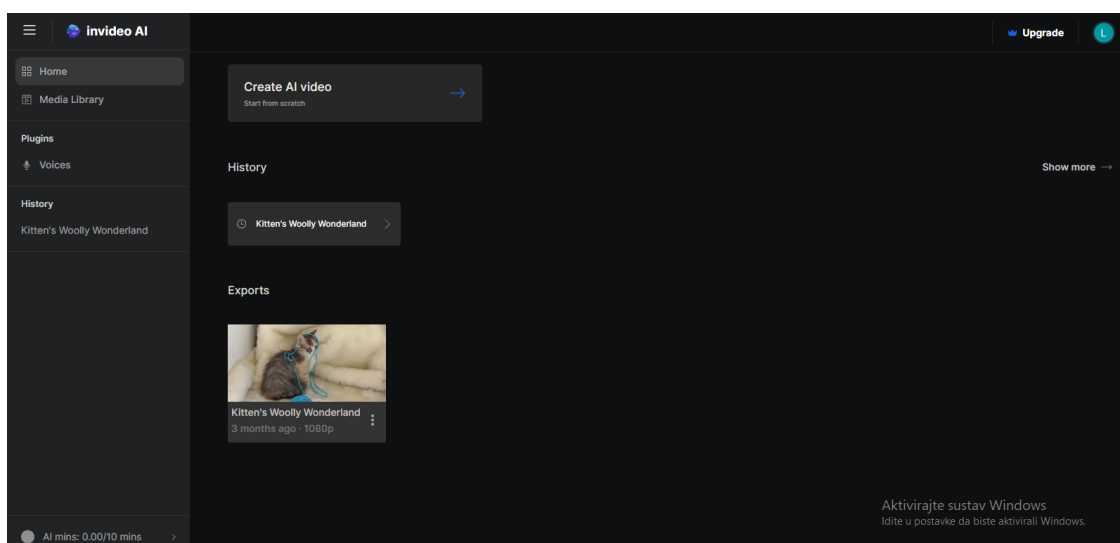 invideo AI
Upgrade
L
Home
Media Library
Plugins
Voices
History
Kitten's Woolly Wonderland
AI mins: 0.00/10 mins
Create AI video
Start from scratch
History
Show more
Kitten's Woolly Wonderland
Exports
Kitten's Woolly Wonderland
3 months ago · 1080p
Aktivirajte sustav Windows
Idite u postavke da biste aktivirali Windows.